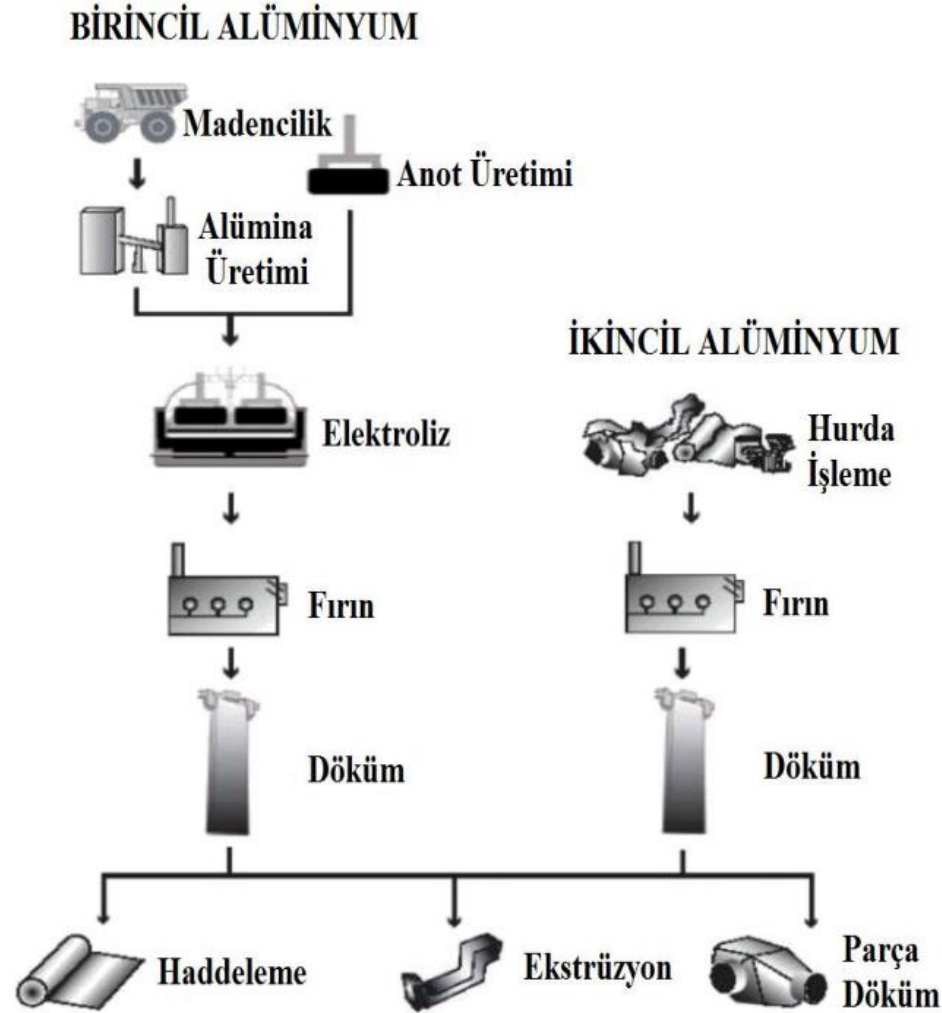 BİRİNCİL ALÜMİNYUM
Madencilik
Anot Üretimi
Alümina
Üretimi
İKİNCİL ALÜMİNYUM
Elektroliz
Hurda
İşleme
Fırın
Fırın
Döküm
Döküm
Haddeleme
Ekstrüzyon
Parça
Döküm